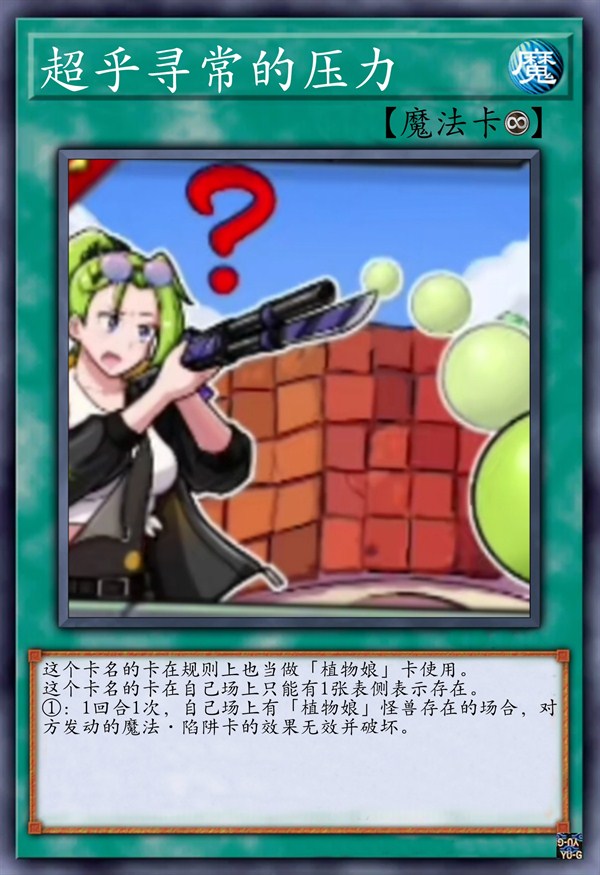 超乎寻常的压力
魔
【魔法卡♾】
?
这个卡名的卡在规则上也当做「植物娘」卡使用。
这个卡名的卡在自己场上只能有1张表侧表示存在。
①：1回合1次，自己场上有「植物娘」怪兽存在的场合，对
方发动的魔法·陷阱卡的效果无效并破坏。
YU-G
YU-G